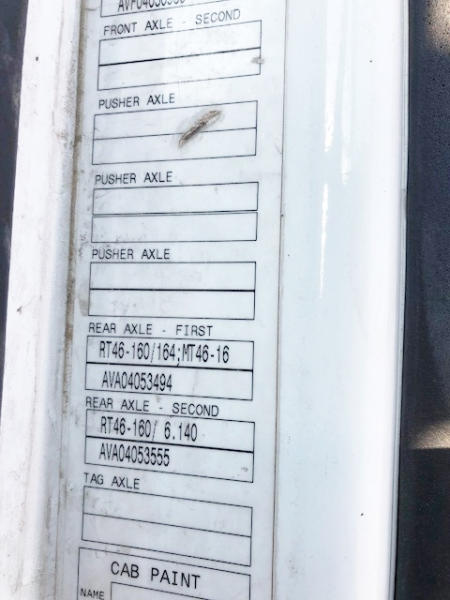 FRONT AXLE - SECOND
PUSHER AXLE
PUSHER AXLE
PUSHER AXLE
REAR AXLE - FIRST
RT46-160/164;MT46-16
AVA04053494
REAR AXLE - SECOND
RT46-160/ 6.140
AVA04053555
TAG AXLE
CAB PAINT
NAME